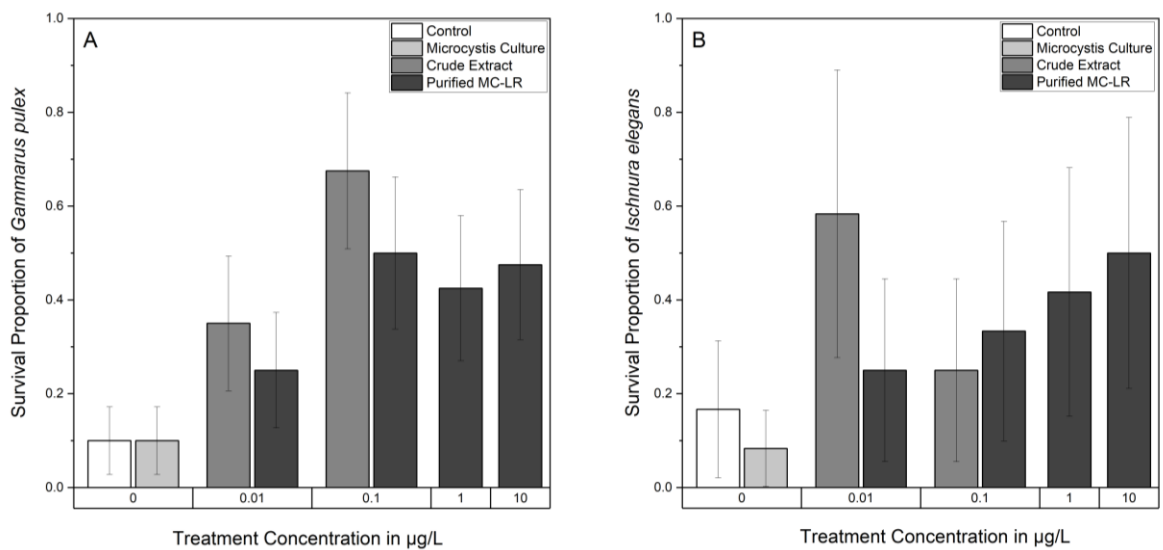 A
Control
Microcystis Culture
Crude Extract
Purified MC-LR
Survival Proportion of Gammarus pulex
1.0
0.8
0.6
0.4
0.2
0.0
0 0.01 0.1 1 10
Treatment Concentration in µg/L
B
Control
Microcystis Culture
Crude Extract
Purified MC-LR
Survival Proportion of Ischnura elegans
1.0
0.8
0.6
0.4
0.2
0.0
0 0.01 0.1 1 10
Treatment Concentration in µg/L